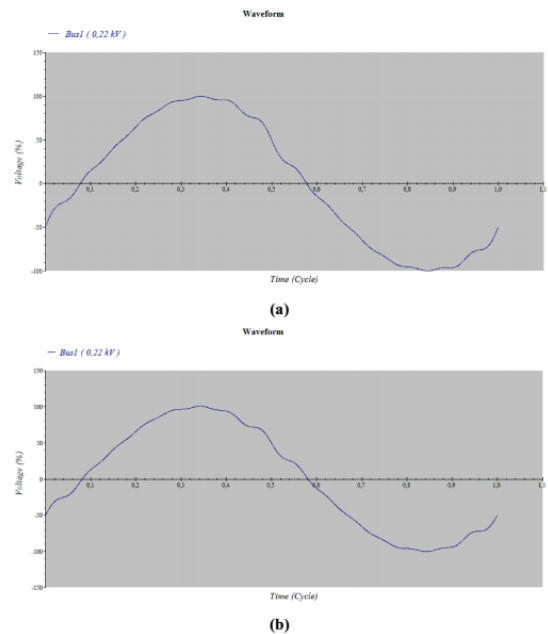 Waveform
Bus1 ( 0,22 kV )
150
100
50
0
-50
-100
Voltage (%)
0,1 0,2 0,3 0,4 0,5 0,6 0,7 0,8 0,9 1,0 1,1
Time (Cycle)
(a)
Waveform
Bus1 ( 0,22 kV )
150
100
50
0
-50
-100
-150
Voltage (%)
0,1 0,2 0,3 0,4 0,5 0,6 0,7 0,8 0,9 1,0 1,1
Time (Cycle)
(b)